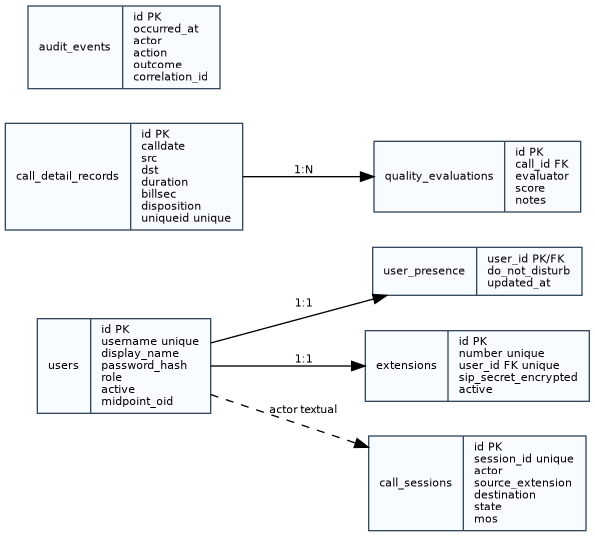 audit_events
id PK
occurred_at
actor
action
outcome
correlation_id
call_detail_records
id PK
calldate
src
dst
duration
billsec
disposition
uniqueid unique
1:N
quality_evaluations
id PK
call_id FK
evaluator
score
notes
users
id PK
username unique
display_name
password_hash
role
active
midpoint_oid
1:1
user_presence
user_id PK/FK
do_not_disturb
updated_at
1:1
extensions
id PK
number unique
user_id FK unique
sip_secret_encrypted
active
actor textual
call_sessions
id PK
session_id unique
actor
source_extension
destination
state
mos